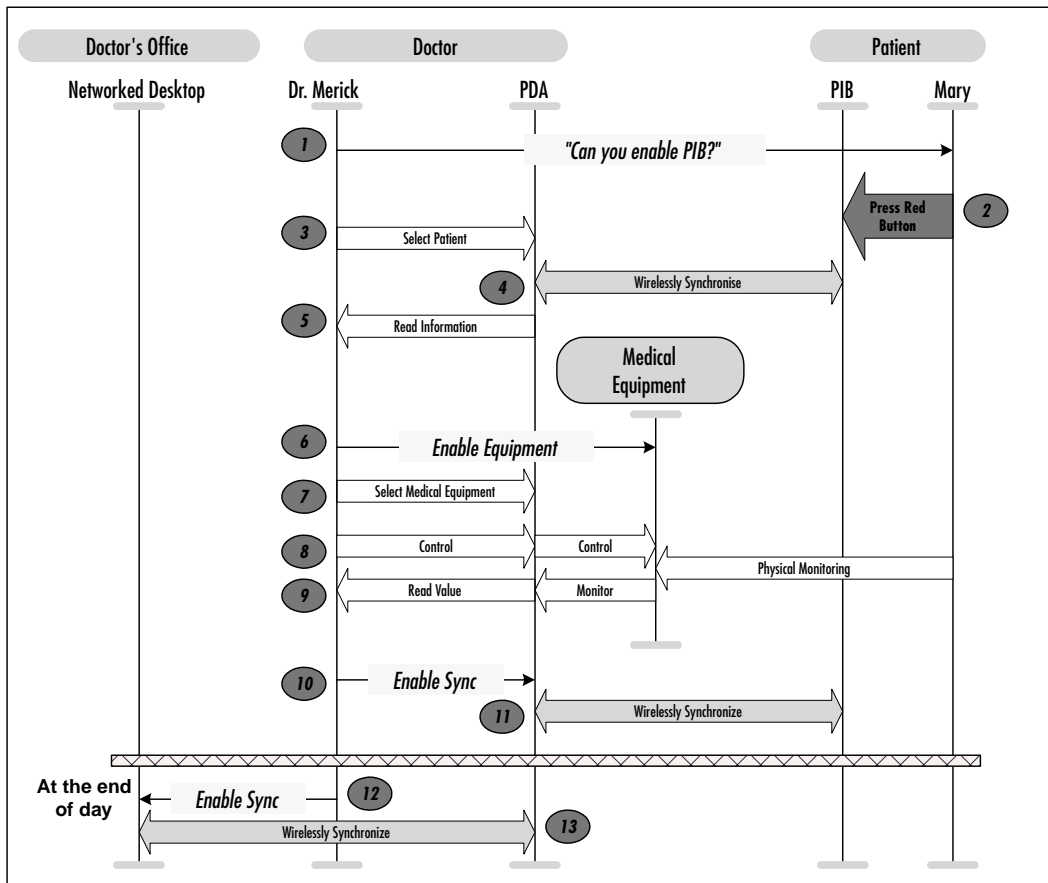 Doctor's Office
Doctor
Patient
Networked Desktop
Dr. Merick
PDA
PIB
Mary
1
"Can you enable PIB?"
Press Red
Button
2
3
Select Patient
4
Wirelessly Synchronise
5
Read Information
Medical
Equipment
6
Enable Equipment
7
Select Medical Equipment
8
Control
Control
Physical Monitoring
9
Read Value
Monitor
10
Enable Sync
11
Wirelessly Synchronize
At the end
of day
Enable Sync
12
Wirelessly Synchronize
13